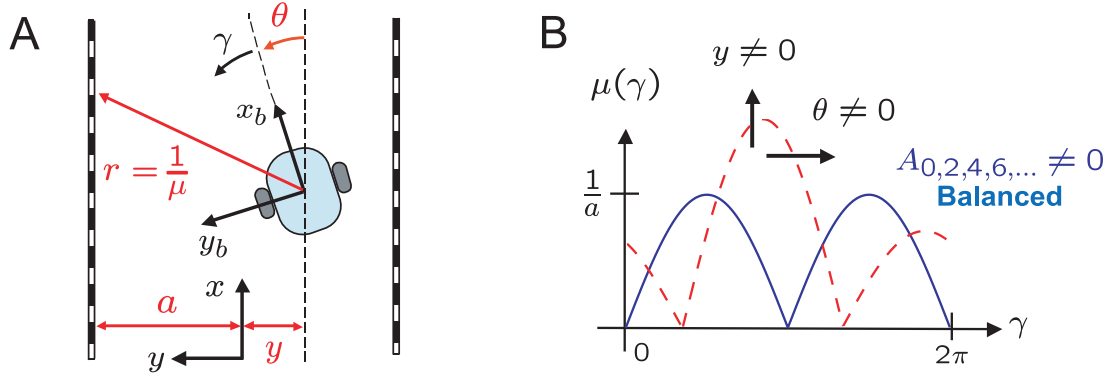 A
θ
γ
x_b
r = 1/μ
y_b
x
a
y
y
B
y ≠ 0
μ(γ)
θ ≠ 0
A_{0,2,4,6,...} ≠ 0
Balanced
1/a
γ
0
2π